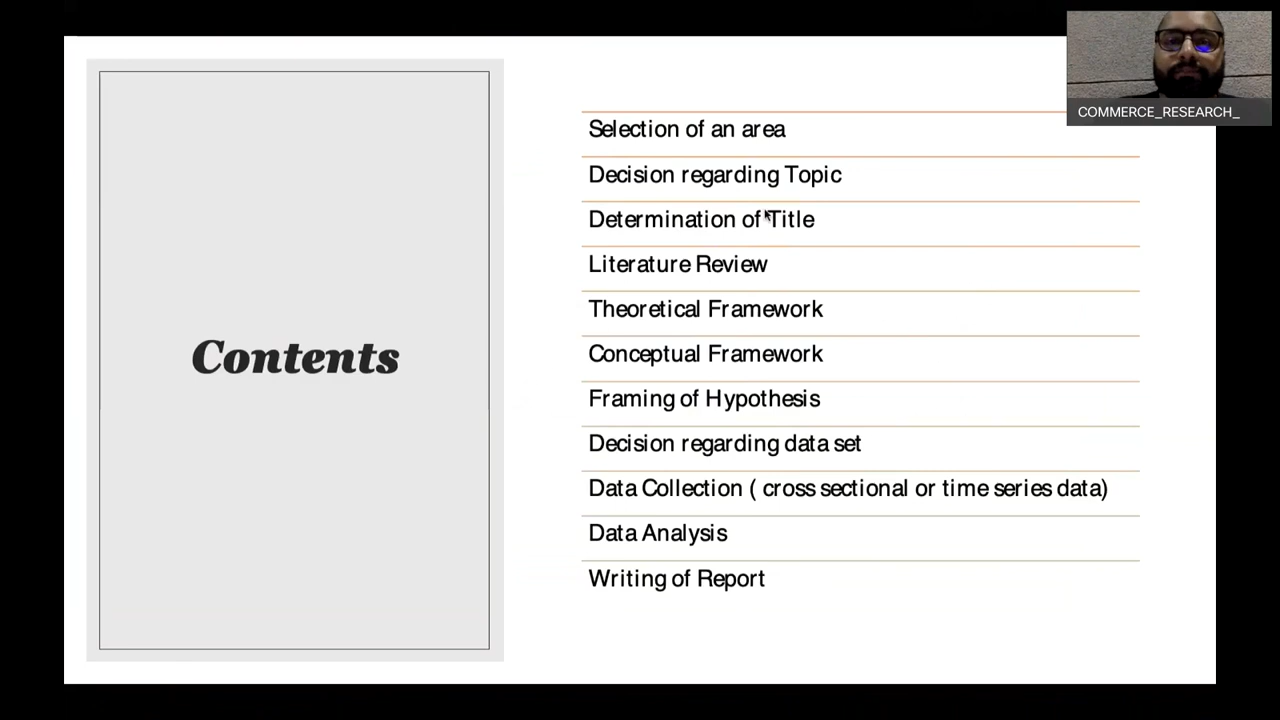 COMMERCE_RESEARCH_
Contents
Selection of an area
Decision regarding Topic
Determination of Title
Literature Review
Theoretical Framework
Conceptual Framework
Framing of Hypothesis
Decision regarding data set
Data Collection ( cross sectional or time series data)
Data Analysis
Writing of Report